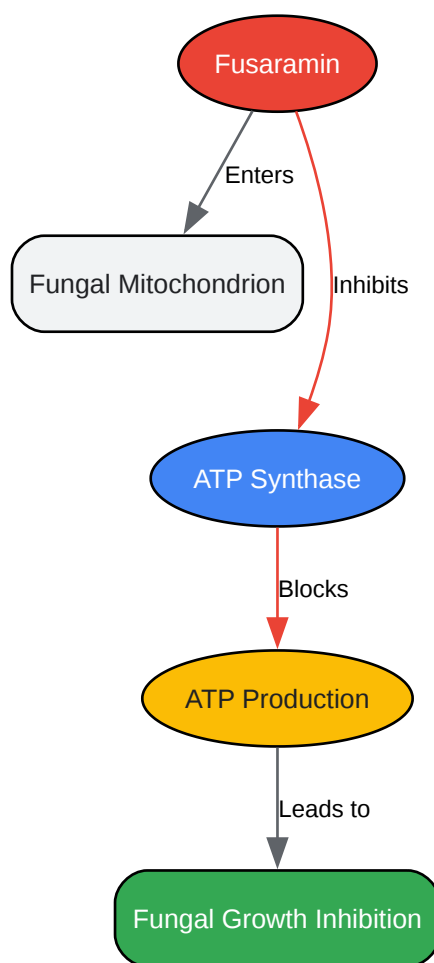 Fusaramin
Enters
Fungal Mitochondrion
Inhibits
ATP Synthase
Blocks
ATP Production
Leads to
Fungal Growth Inhibition